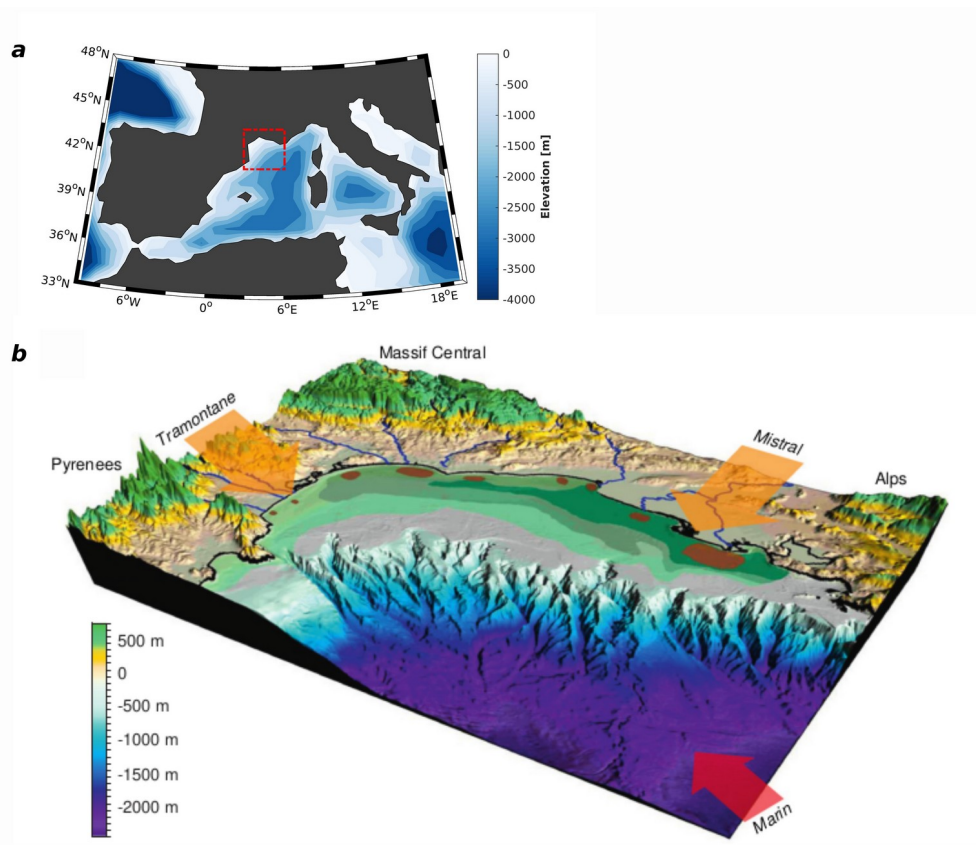 a
48°N
45°N
42°N
39°N
36°N
33°N
6°W
0°
6°E
12°E
18°E
0
-500
-1000
-1500
-2000
-2500
-3000
-3500
-4000
Elevation [m]
b
Massif Central
Tramontane
Mistral
Pyrenees
Alps
500 m
0
-500 m
-1000 m
-1500 m
-2000 m
Marin